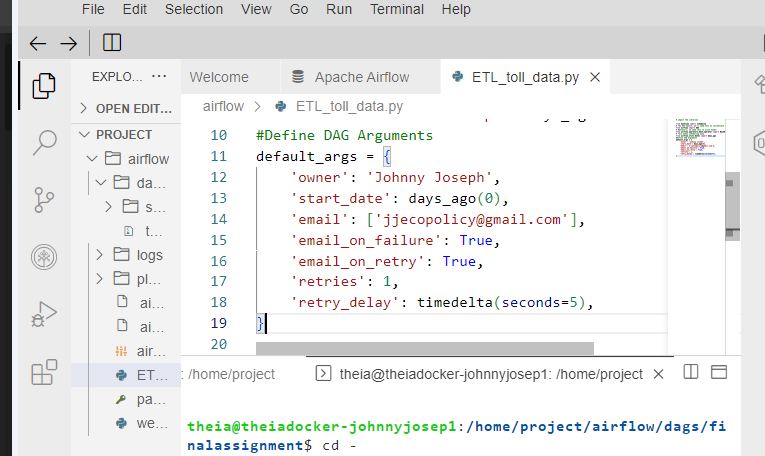 File Edit Selection View Go Run Terminal Help
EXPLO... ···
Welcome
Apache Airflow
ETL_toll_data.py
OPEN EDIT...
airflow > ETL_toll_data.py
PROJECT
airflow
da...
s...
t...
logs
pl...
ai...
ai...
air...
ET...
pa...
we...
10 #Define DAG Arguments
11 default_args = {
12 'owner': 'Johnny Joseph',
13 'start_date': days_ago(0),
14 'email': ['jjecopolicy@gmail.com'],
15 'email_on_failure': True,
16 'email_on_retry': True,
17 'retries': 1,
18 'retry_delay': timedelta(seconds=5),
19 }
20
: /home/project
theia@theiadocker-johnnyjosep1: /home/project
theia@theiadocker-johnnyjosep1:/home/project/airflow/dags/fi
nalassignment$ cd -